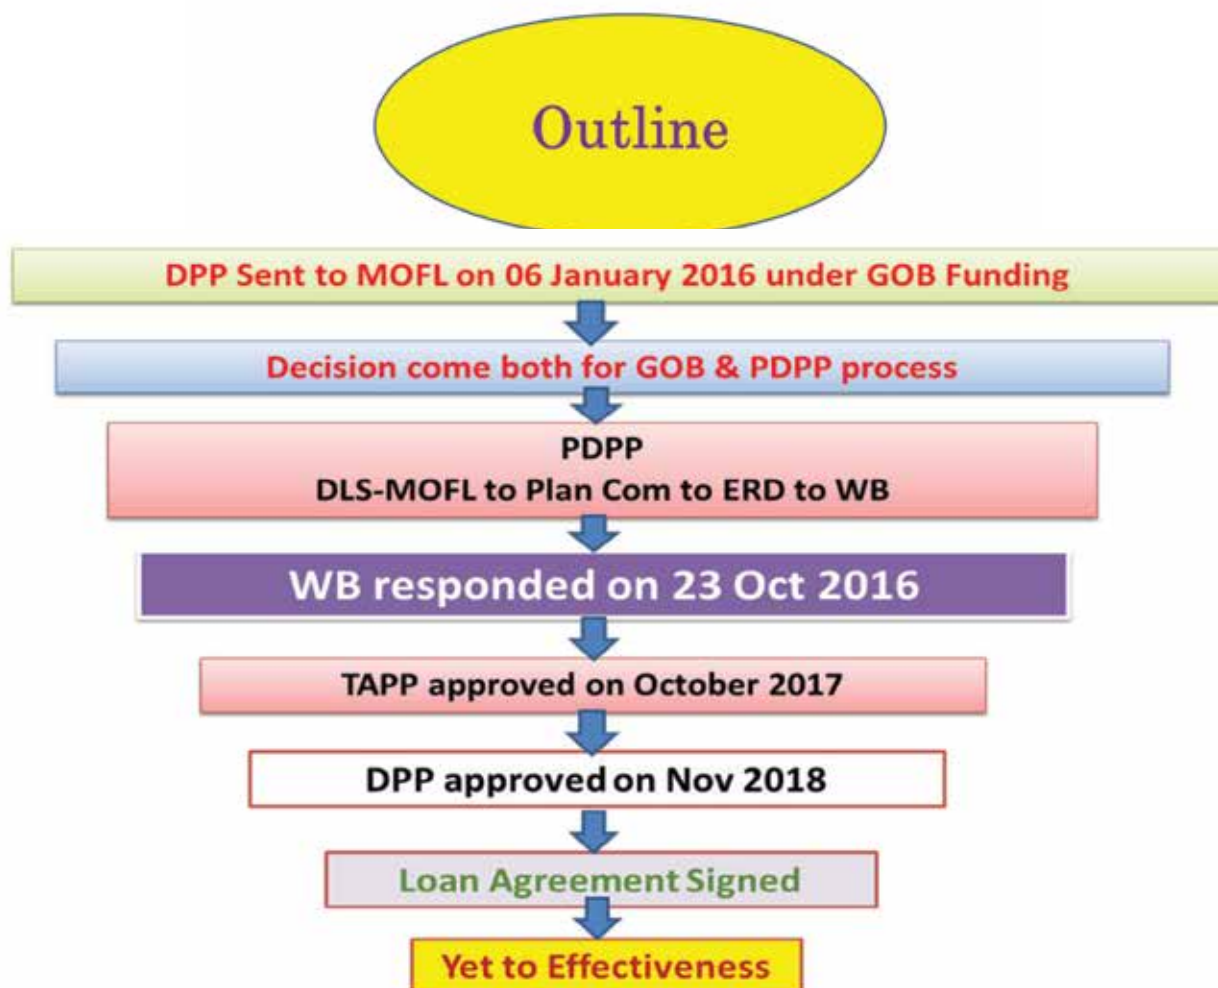 Outline
DPP Sent to MOFL on 06 January 2016 under GOB Funding
Decision come both for GOB & PDPP process
PDPP
DLS-MOFL to Plan Com to ERD to WB
WB responded on 23 Oct 2016
TAPP approved on October 2017
DPP approved on Nov 2018
Loan Agreement Signed
Yet to Effectiveness